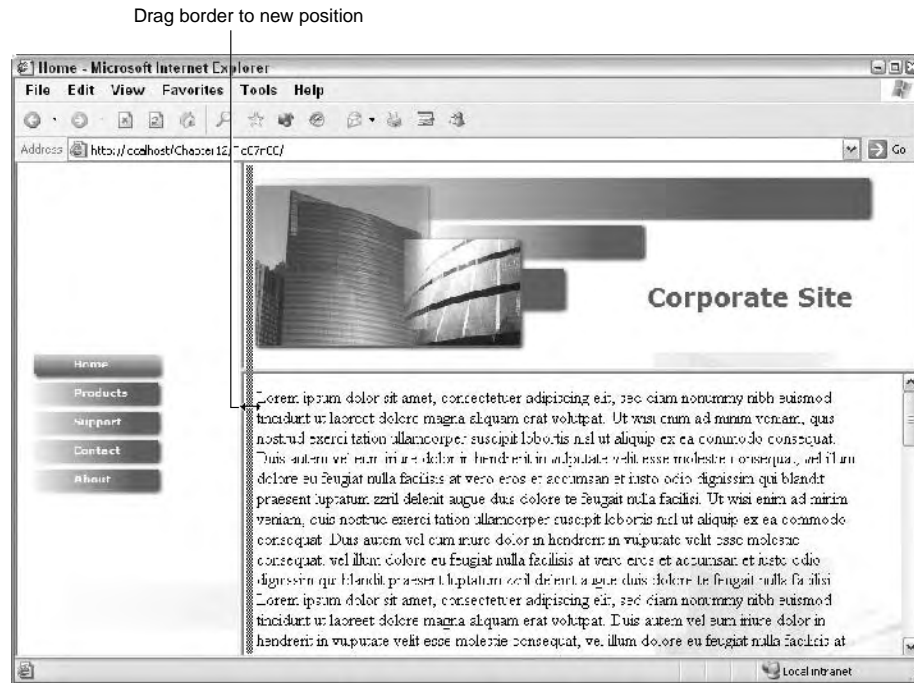 Drag border to new position
Home - Microsoft Internet Explorer
File Edit View Favorites Tools Help
Address http://localhost/Chapter12/ Go
Corporate Site
Home
Products
Support
Contact
About
Lorem ipsum dolor sit amet, consectetuer adipiscing elit, sed diam nonummy nibh euismod
tincidunt ut laoreet dolore magna aliquam erat volutpat. Ut wisi enim ad minim veniam, quis
nostrud exerci tation ullamcorper suscipit lobortis nisl ut aliquip ex ea commodo consequat.
Duis autem vel eum iriure dolor in hendrerit in vulputate velit esse molestie consequat, vel illum
dolore eu feugiat nulla facilisis at vero eros et accumsan et iusto odio dignissim qui blandit
praesent luptatum zzril delenit augue duis dolore te feugait nulla facilisi. Ut wisi enim ad minim
veniam, quis nostrud exerci tation ullamcorper suscipit lobortis nisl ut aliquip ex ea commodo
consequat. Duis autem vel eum iriure dolor in hendrerit in vulputate velit esse molestie
consequat, vel illum dolore eu feugiat nulla facilisis at vero eros et accumsan et iusto odio
dignissim qui blandit praesent luptatum zzril delenit augue duis dolore te feugait nulla facilisi
Lorem ipsum dolor sit amet, consectetuer adipiscing elit, sed diam nonummy nibh euismod
tincidunt ut laoreet dolore magna aliquam erat volutpat. Duis autem vel eum iriure dolor in
hendrerit in vulputate velit esse molestie consequat, vel illum dolore eu feugiat nulla facilisis at
Local intranet